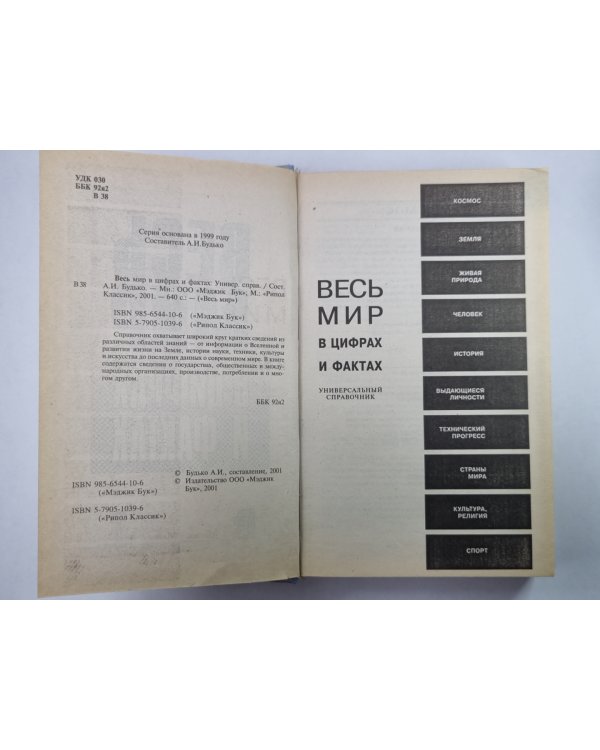 УДК 030
ББК 92я2
В 38
Серия основана в 1999 году
Составитель А.И.Будько
Весь мир в цифрах и фактах: Универ. справ. / Сост.
В 38 А.И. Будько. — Мн.: ООО «Мэджик Бук»; М.: «Рипол
Классик», 2001. — 640 с.: — («Весь мир»)
ISBN 985-6544-10-6 («Мэджик Бук»)
ISBN 5-7905-1039-6 («Рипол Классик»)
Справочник охватывает широкий круг кратких сведений из
различных областей знаний — от информации о Вселенной и
развитии жизни на Земле, истории науки, техники, культуры
и искусства до последних данных о современном мире. В книге
содержатся сведения о государствах, общественных и между-
народных организациях, производстве, потреблении и о мно-
гом другом.
ББК 92я2
ISBN 985-6544-10-6
(«Мэджик Бук»)
ISBN 5-7905-1039-6
(«Рипол Классик»)
© Будько А.И., составление, 2001
© Издательство ООО «Мэджик
Бук», 2001
ВЕСЬ
МИР
В ЦИФРАХ
И ФАКТАХ
УНИВЕРСАЛЬНЫЙ
СПРАВОЧНИК
КОСМОС
ЗЕМЛЯ
ЖИВАЯ
ПРИРОДА
ЧЕЛОВЕК
ИСТОРИЯ
ВЫДАЮЩИЕСЯ
ЛИЧНОСТИ
ТЕХНИЧЕСКИЙ
ПРОГРЕСС
СТРАНЫ
МИРА
КУЛЬТУРА,
РЕЛИГИЯ
СПОРТ